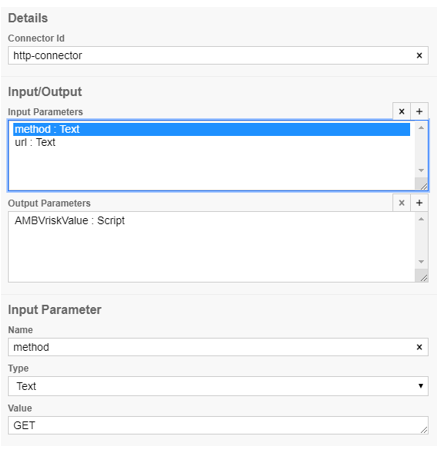 Details
Connector Id
http-connector ×
Input/Output
Input Parameters × +
method : Text
url : Text
Output Parameters × +
AMBVriskValue : Script
Input Parameter
Name
method ×
Type
Text
Value
GET